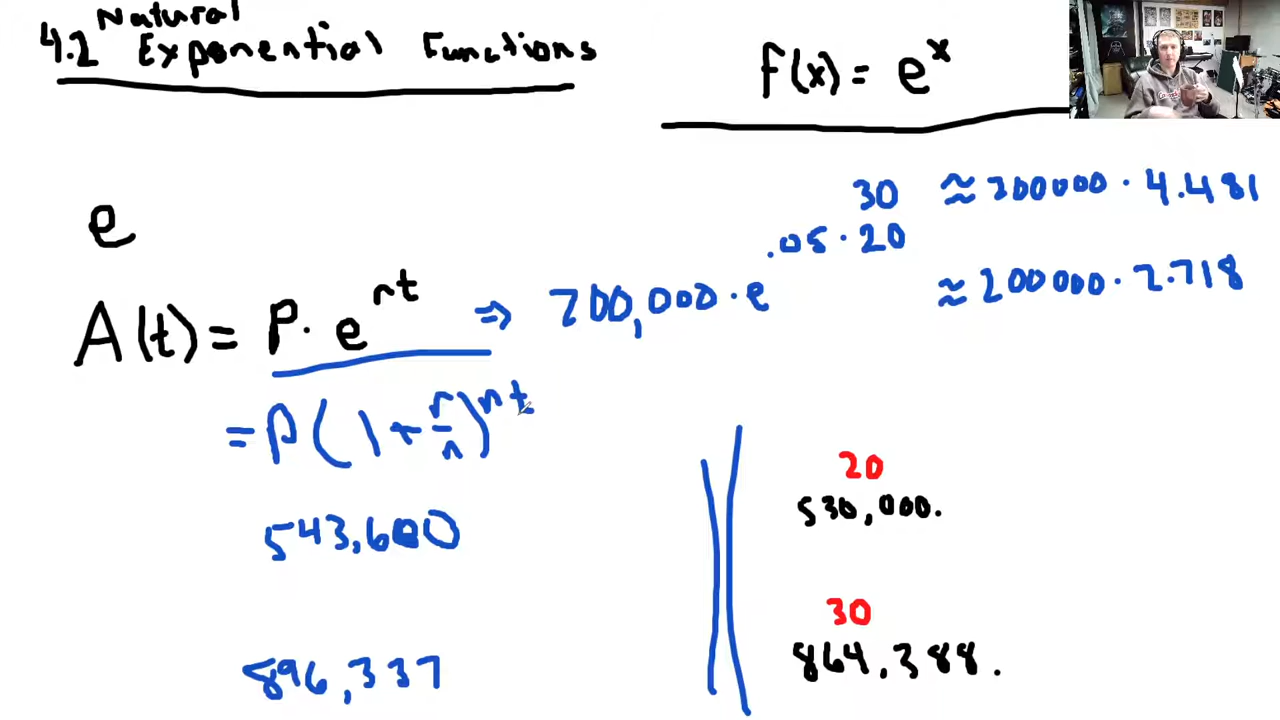 4.2 Natural Exponential Functions
f(x) = e^x
e
30 ≈ 200000 · 4.481
.05 · 20
≈ 200000 · 2.718
A(t) = P · e^rt ⇒ 200,000 · e
= P(1 + r/n)^nt
20
530,000.
543,600
30
864,388.
896,337